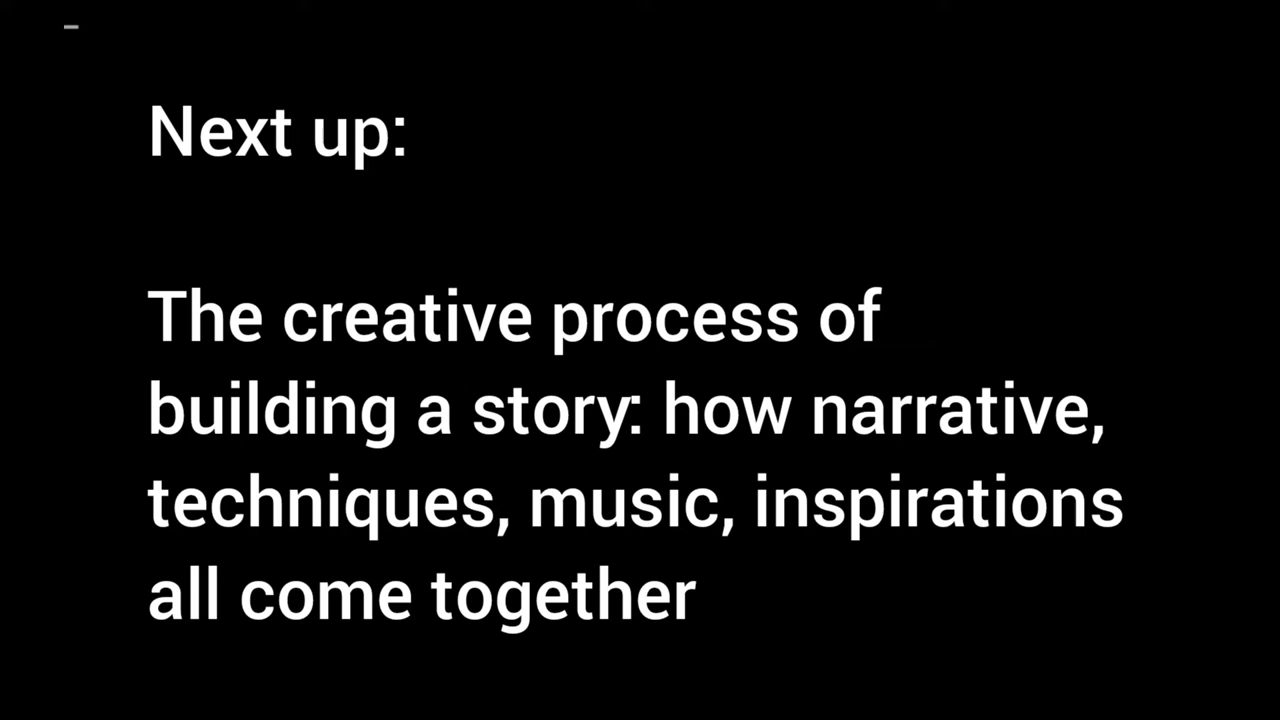 Next up:
The creative process of
building a story: how narrative,
techniques, music, inspirations
all come together